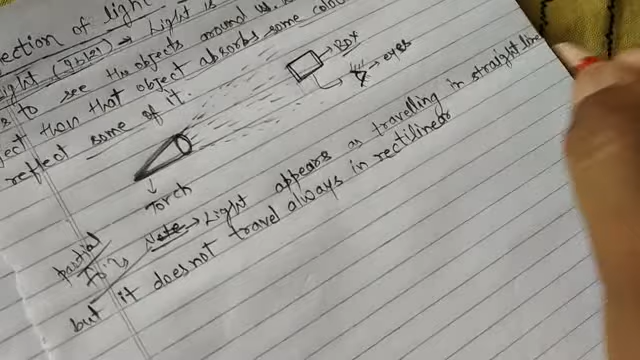 ection of light
ight → Light is
s to see the objects around us.
ject then that object absorbs some colo
reflect some of it.
BOX
eyes
Torch
partial
Note → Light appears as travelling in straight line
but it does not travel always in rectilinear